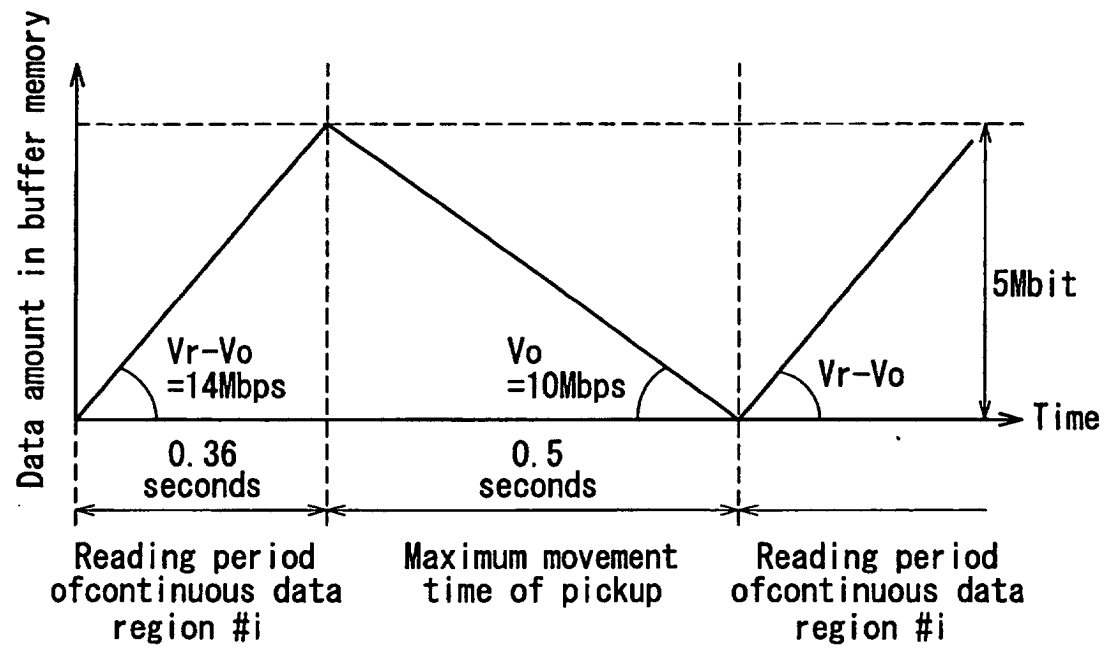 Data amount in buffer memory
5Mbit
Vr-Vo
=14Mbps
Vo
=10Mbps
Vr-Vo
Time
0.36
seconds
0.5
seconds
Reading period
ofcontinuous data
region #i
Maximum movement
time of pickup
Reading period
ofcontinuous data
region #i